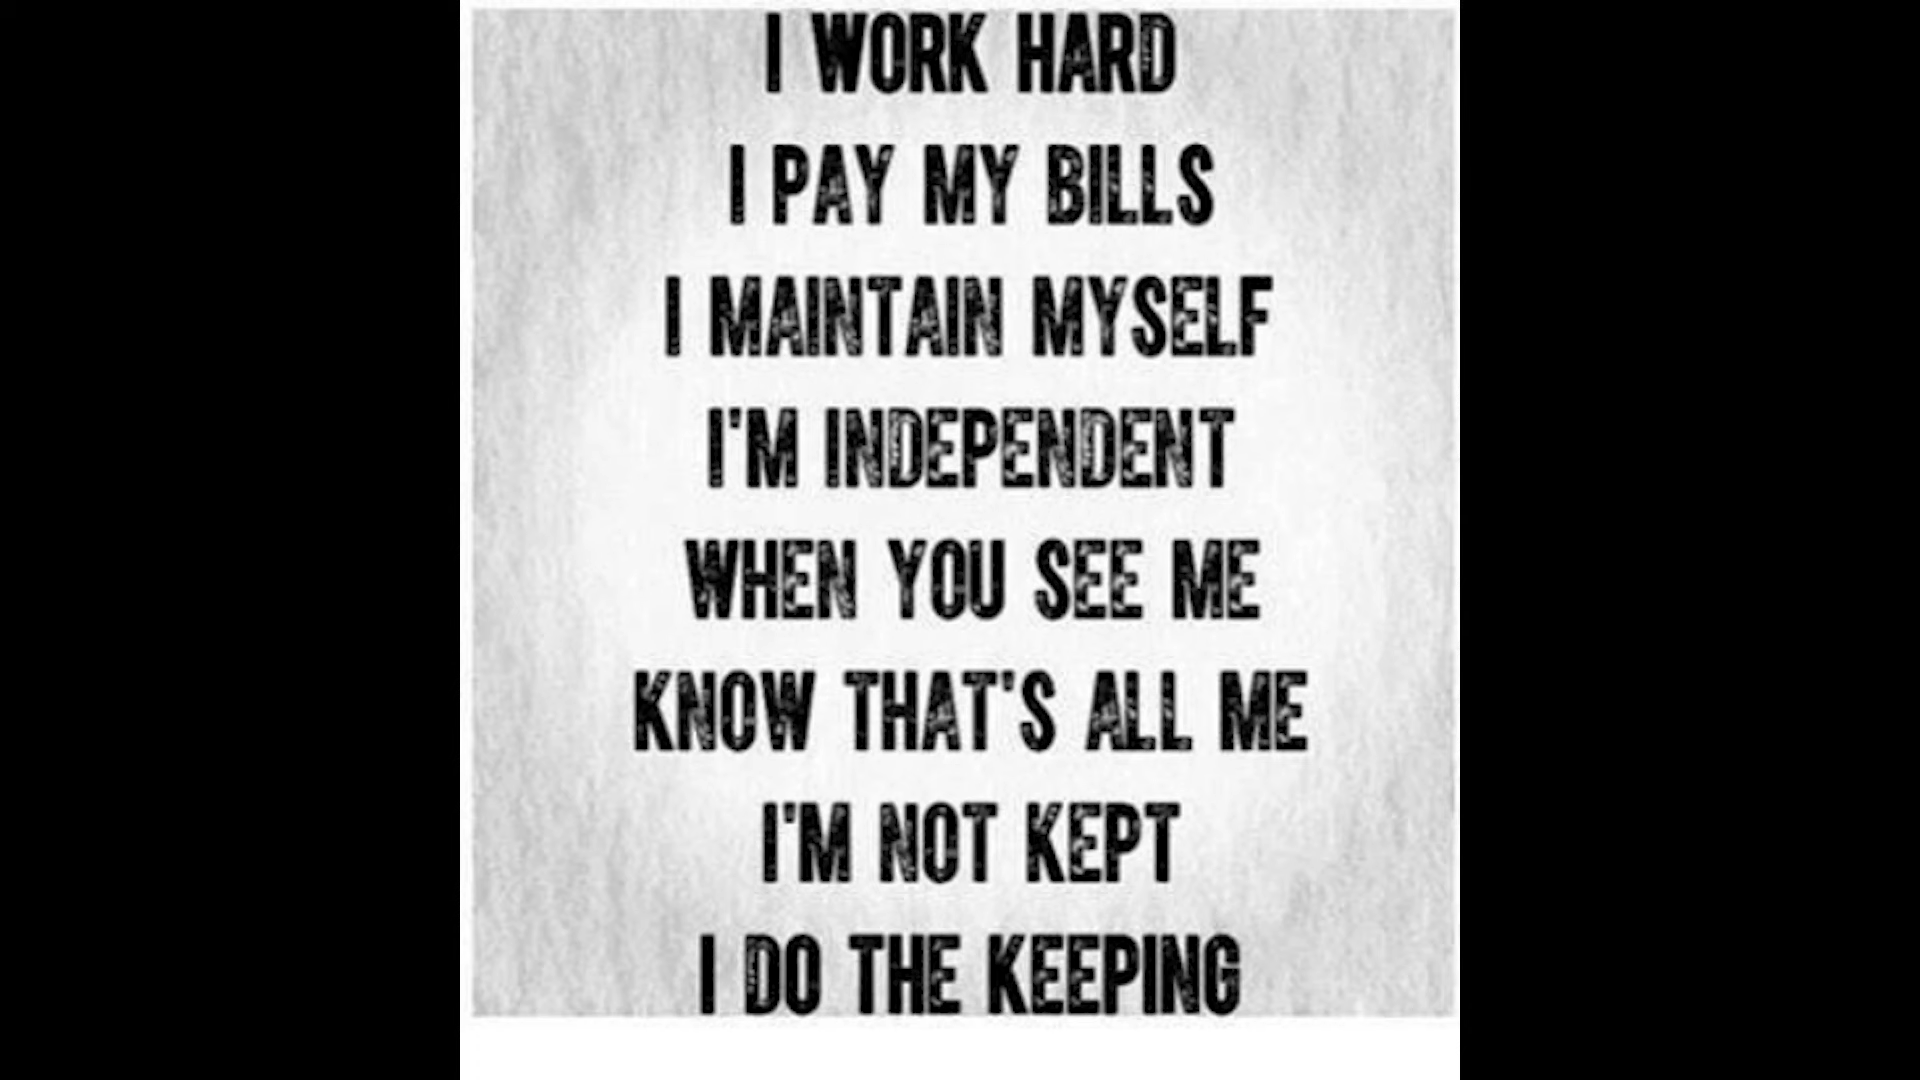 I WORK HARD
I PAY MY BILLS
I MAINTAIN MYSELF
I'M INDEPENDENT
WHEN YOU SEE ME
KNOW THAT'S ALL ME
I'M NOT KEPT
I DO THE KEEPING